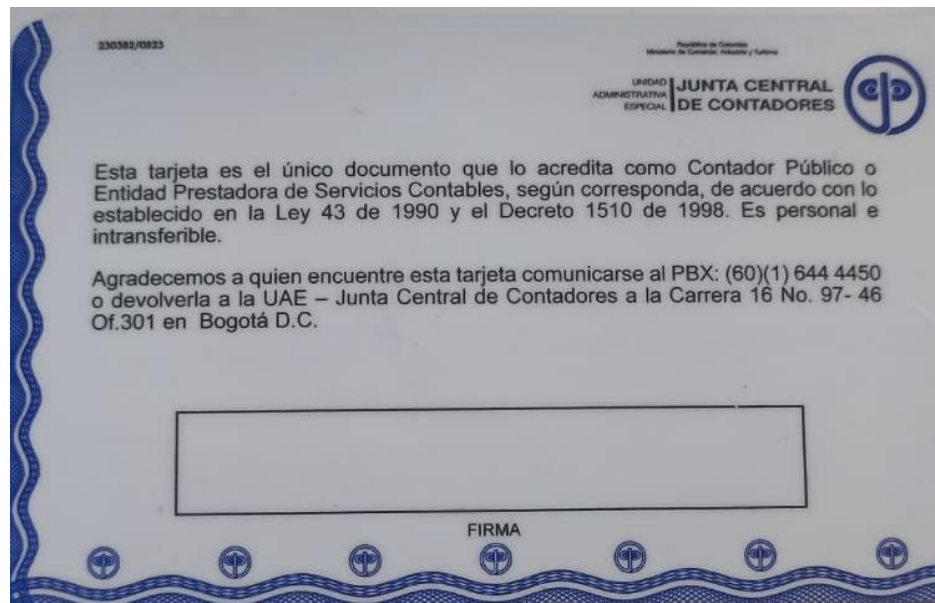 230382/0823
República de Colombia
Ministerio de Comercio, Industria y Turismo
UNIDAD
ADMINISTRATIVA
ESPECIAL
JUNTA CENTRAL
DE CONTADORES
Esta tarjeta es el único documento que lo acredita como Contador Público o
Entidad Prestadora de Servicios Contables, según corresponda, de acuerdo con lo
establecido en la Ley 43 de 1990 y el Decreto 1510 de 1998. Es personal e
intransferible.
Agradecemos a quien encuentre esta tarjeta comunicarse al PBX: (60)(1) 644 4450
o devolverla a la UAE – Junta Central de Contadores a la Carrera 16 No. 97- 46
Of.301 en Bogotá D.C.
FIRMA